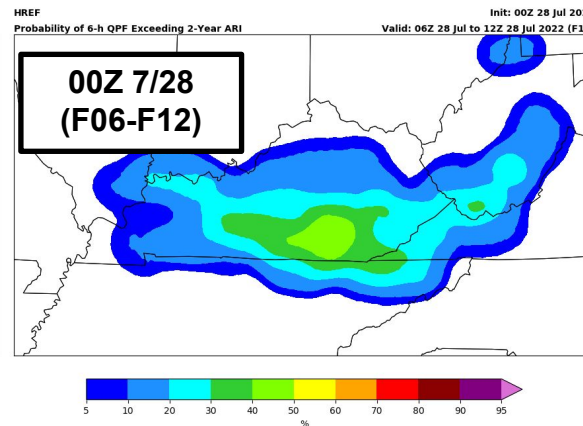 HREF
Init: 00Z 28 Jul 202
Probability of 6-h QPF Exceeding 2-Year ARI
Valid: 06Z 28 Jul to 12Z 28 Jul 2022 (F1
00Z 7/28
(F06-F12)
5 10 20 30 40 50 60 70 80 90 95
%